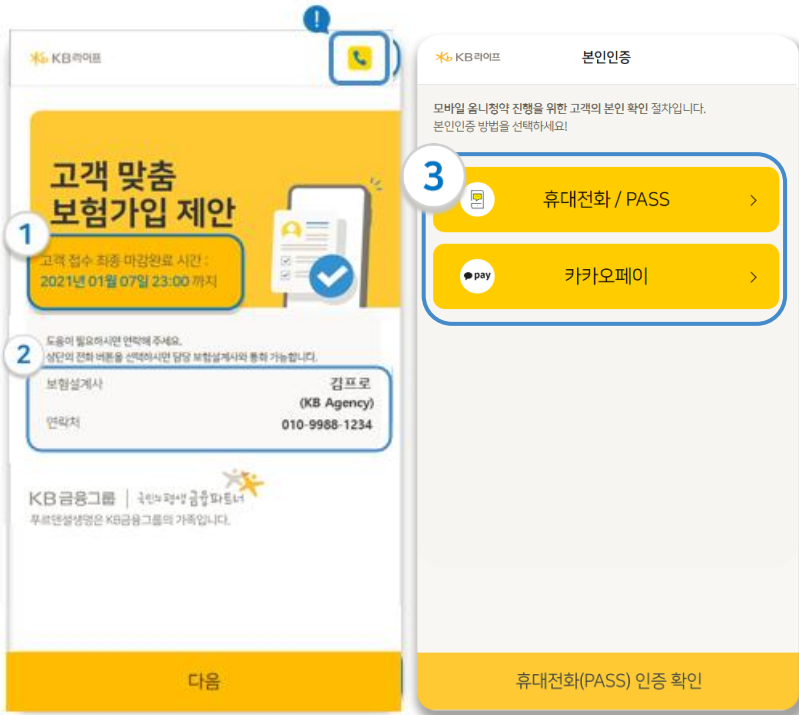 !
KB 라이프
고객 맞춤
보험가입 제안
1
고객 접수 최종 마감완료 시간 :
2021년 01월 07일 23:00 까지
2
도움이 필요하시면 연락해 주세요.
상단의 전화 버튼을 선택하시면 담당 보험설계사와 통화 가능합니다.
보험설계사 김프로
(KB Agency)
연락처 010-9988-1234
KB금융그룹 | 국민의 평생 금융파트너
푸르덴셜생명은 KB금융그룹의 가족입니다.
다음
KB 라이프 본인인증
모바일 옴니청약 진행을 위한 고객의 본인 확인 절차입니다.
본인인증 방법을 선택하세요!
3
휴대전화 / PASS
pay 카카오페이
휴대전화(PASS) 인증 확인